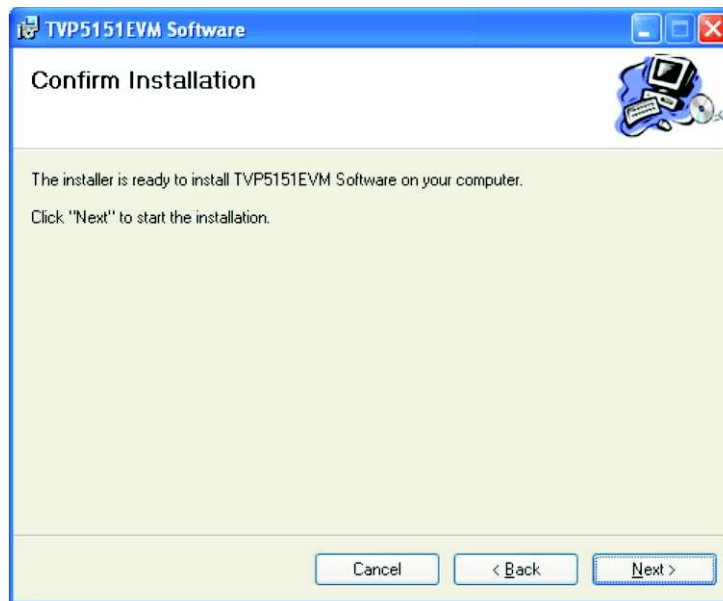 TVP5151EVM Software
Confirm Installation
The installer is ready to install TVP5151EVM Software on your computer.
Click "Next" to start the installation.
Cancel
< Back
Next >